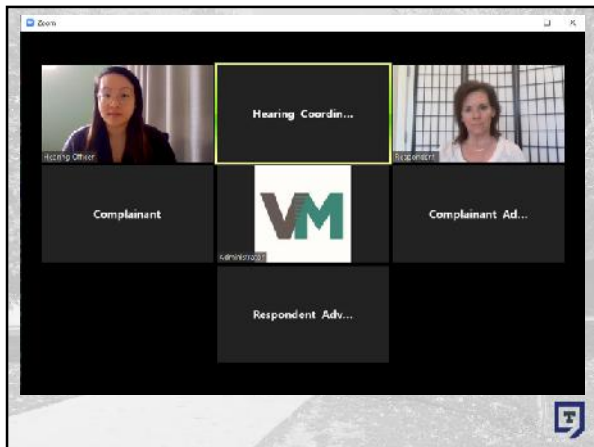 Zoom
Hearing Coordin...
Hearing Officer
Respondent
Complainant
VM
Complainant Ad...
Administrator
Respondent Adv...
T